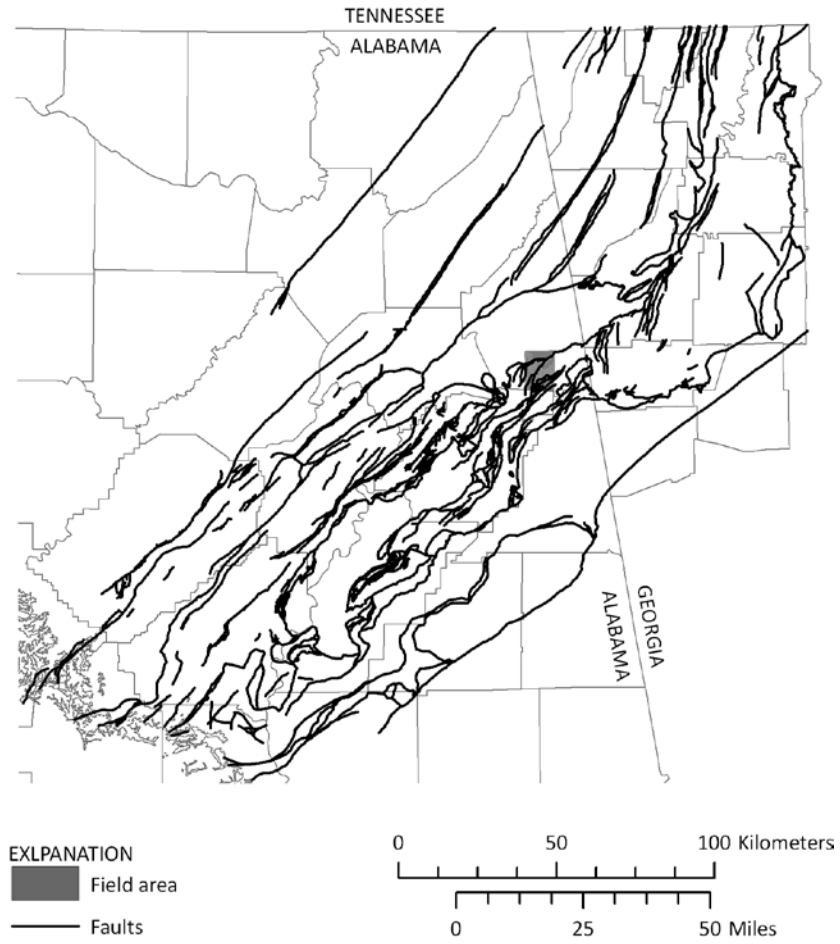 TENNESSEE
ALABAMA
GEORGIA
ALABAMA
EXLPANATION
Field area
Faults
0 50 100 Kilometers
0 25 50 Miles